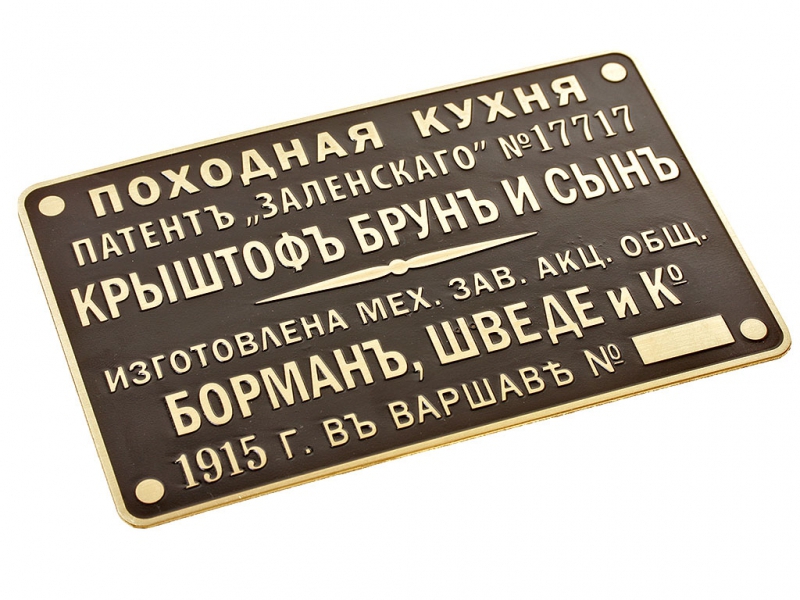 ПОХОДНАЯ КУХНЯ
ПАТЕНТЪ „ЗАЛЕНСКАГО” №17717
КРЫШТОФЪ БРУНЪ И СЫНЪ
ИЗГОТОВЛЕНА МЕХ. ЗАВ. АКЦ. ОБЩ.
БОРМАНЪ, ШВЕДЕ и Кº
1915 Г. ВЪ ВАРШАВѢ №